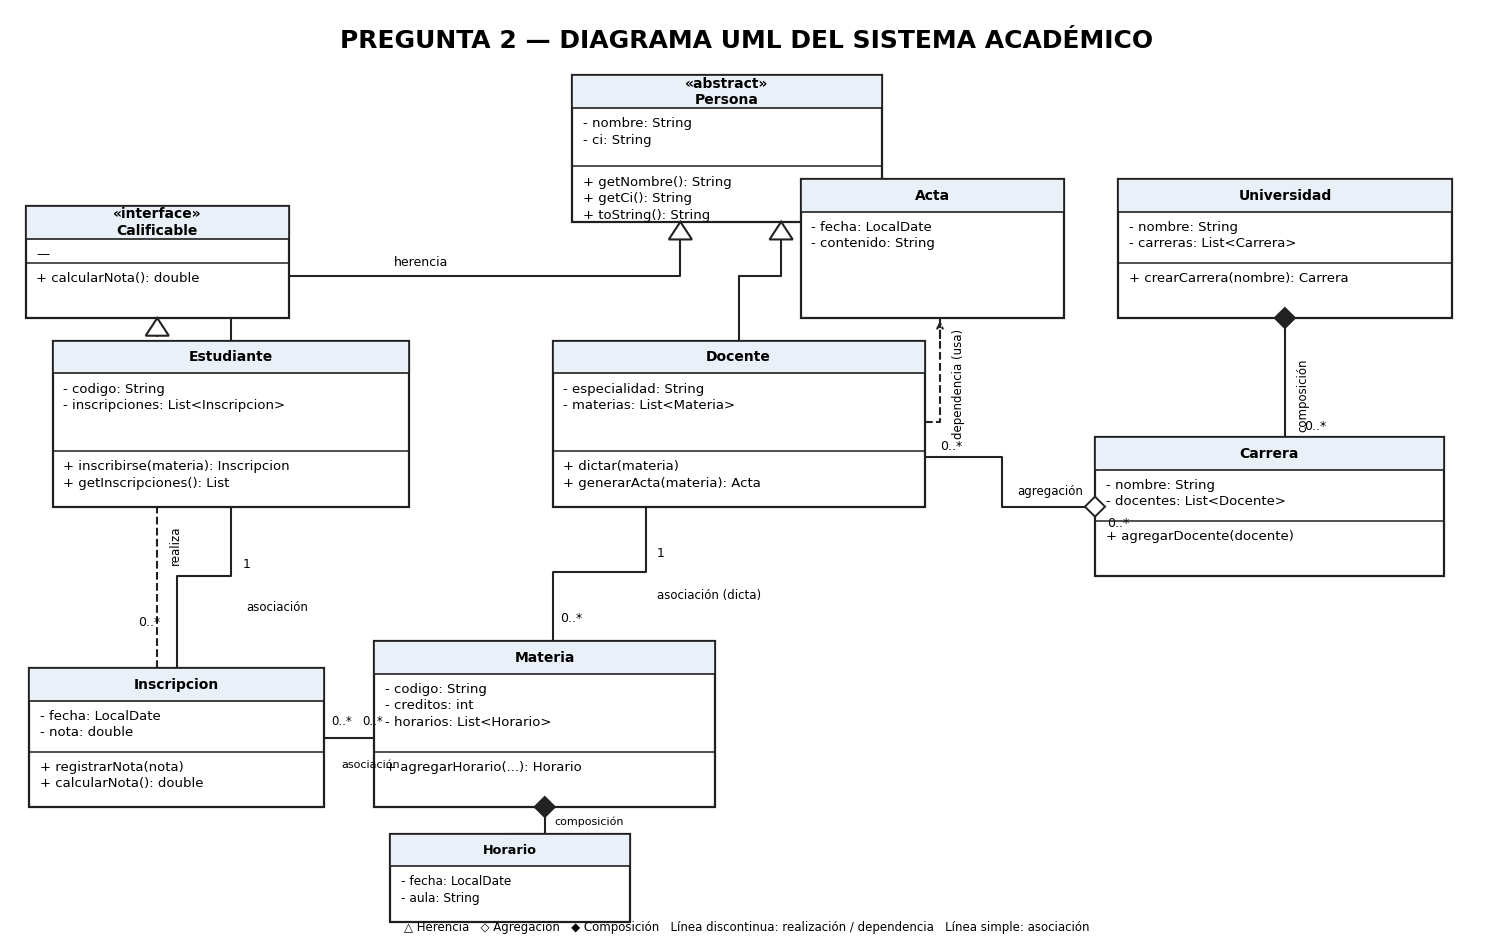 PREGUNTA 2 — DIAGRAMA UML DEL SISTEMA ACADÉMICO
«abstract»
Persona
- nombre: String
- ci: String
+ getNombre(): String
+ getCi(): String
+ toString(): String
Acta
- fecha: LocalDate
- contenido: String
Universidad
- nombre: String
- carreras: List<Carrera>
+ crearCarrera(nombre): Carrera
«interface»
Calificable
—
+ calcularNota(): double
herencia
Estudiante
- codigo: String
- inscripciones: List<Inscripcion>
+ inscribirse(materia): Inscripcion
+ getInscripciones(): List
Docente
- especialidad: String
- materias: List<Materia>
+ dictar(materia)
+ generarActa(materia): Acta
dependencia (usa)
0..*
agregación
0..*
composición
0..*
Carrera
- nombre: String
- docentes: List<Docente>
+ agregarDocente(docente)
realiza
1
asociación
0..*
1
asociación (dicta)
0..*
Inscripcion
- fecha: LocalDate
- nota: double
+ registrarNota(nota)
+ calcularNota(): double
0..*
0..*
asociación
Materia
- codigo: String
- creditos: int
- horarios: List<Horario>
+ agregarHorario(...): Horario
composición
Horario
- fecha: LocalDate
- aula: String
△ Herencia ◇ Agregación ◆ Composición Línea discontinua: realización / dependencia Línea simple: asociación